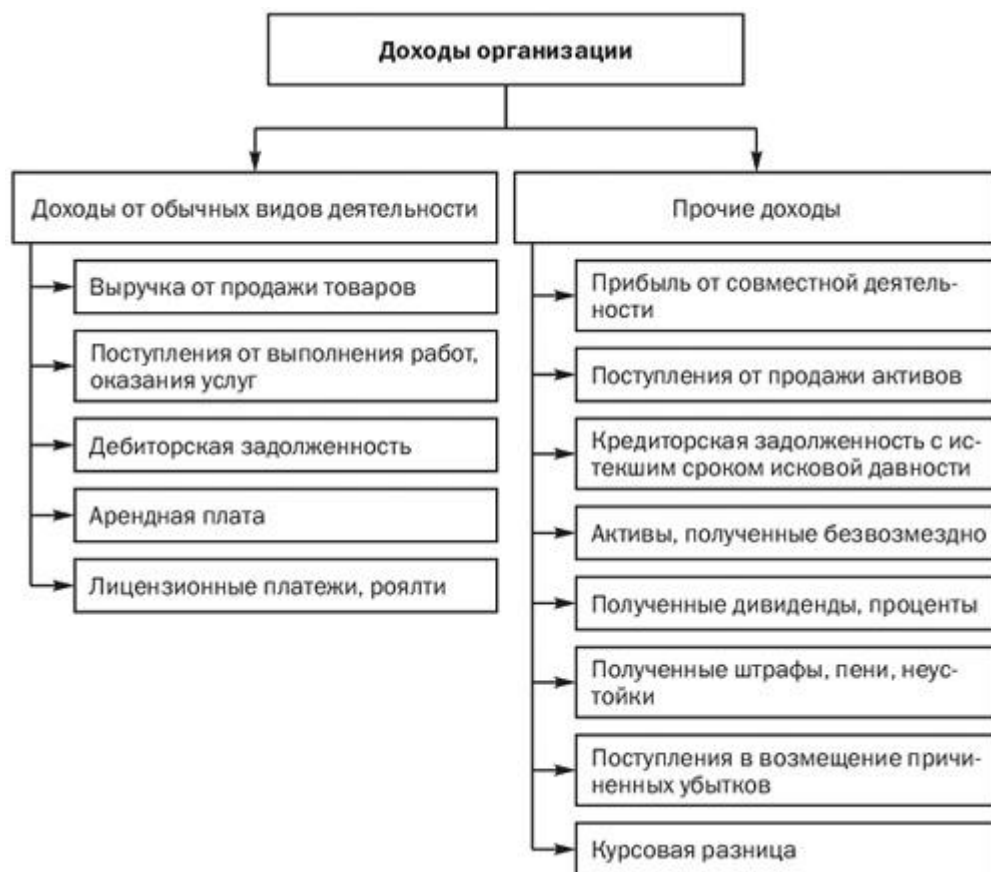 Доходы организации
Доходы от обычных видов деятельности
Выручка от продажи товаров
Поступления от выполнения работ,
оказания услуг
Дебиторская задолженность
Арендная плата
Лицензионные платежи, роялти
Прочие доходы
Прибыль от совместной деятель-
ности
Поступления от продажи активов
Кредиторская задолженность с ис-
текшим сроком исковой давности
Активы, полученные безвозмездно
Полученные дивиденды, проценты
Полученные штрафы, пени, неус-
тойки
Поступления в возмещение причи-
ненных убытков
Курсовая разница